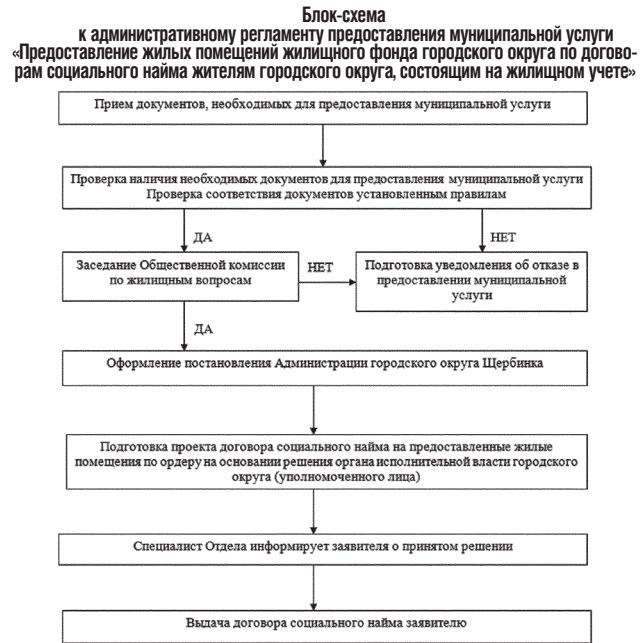 Блок-схема
к административному регламенту предоставления муниципальной услуги
«Предоставление жилых помещений жилищного фонда городского округа по догово-
рам социального найма жителям городского округа, состоящим на жилищном учете»
Прием документов, необходимых для предоставления муниципальной услуги
Проверка наличия необходимых документов для предоставления муниципальной услуги
Проверка соответствия документов установленным правилам
ДА
НЕТ
Заседание Общественной комиссии
по жилищным вопросам
НЕТ
Подготовка уведомления об отказе в
предоставлении муниципальной
услуги
ДА
Оформление постановления Администрации городского округа Щербинка
Подготовка проекта договора социального найма на предоставленные жилые
помещения по ордеру на основании решения органа исполнительной власти городского
округа (уполномоченного лица)
Специалист Отдела информирует заявителя о принятом решении
Выдача договора социального найма заявителю